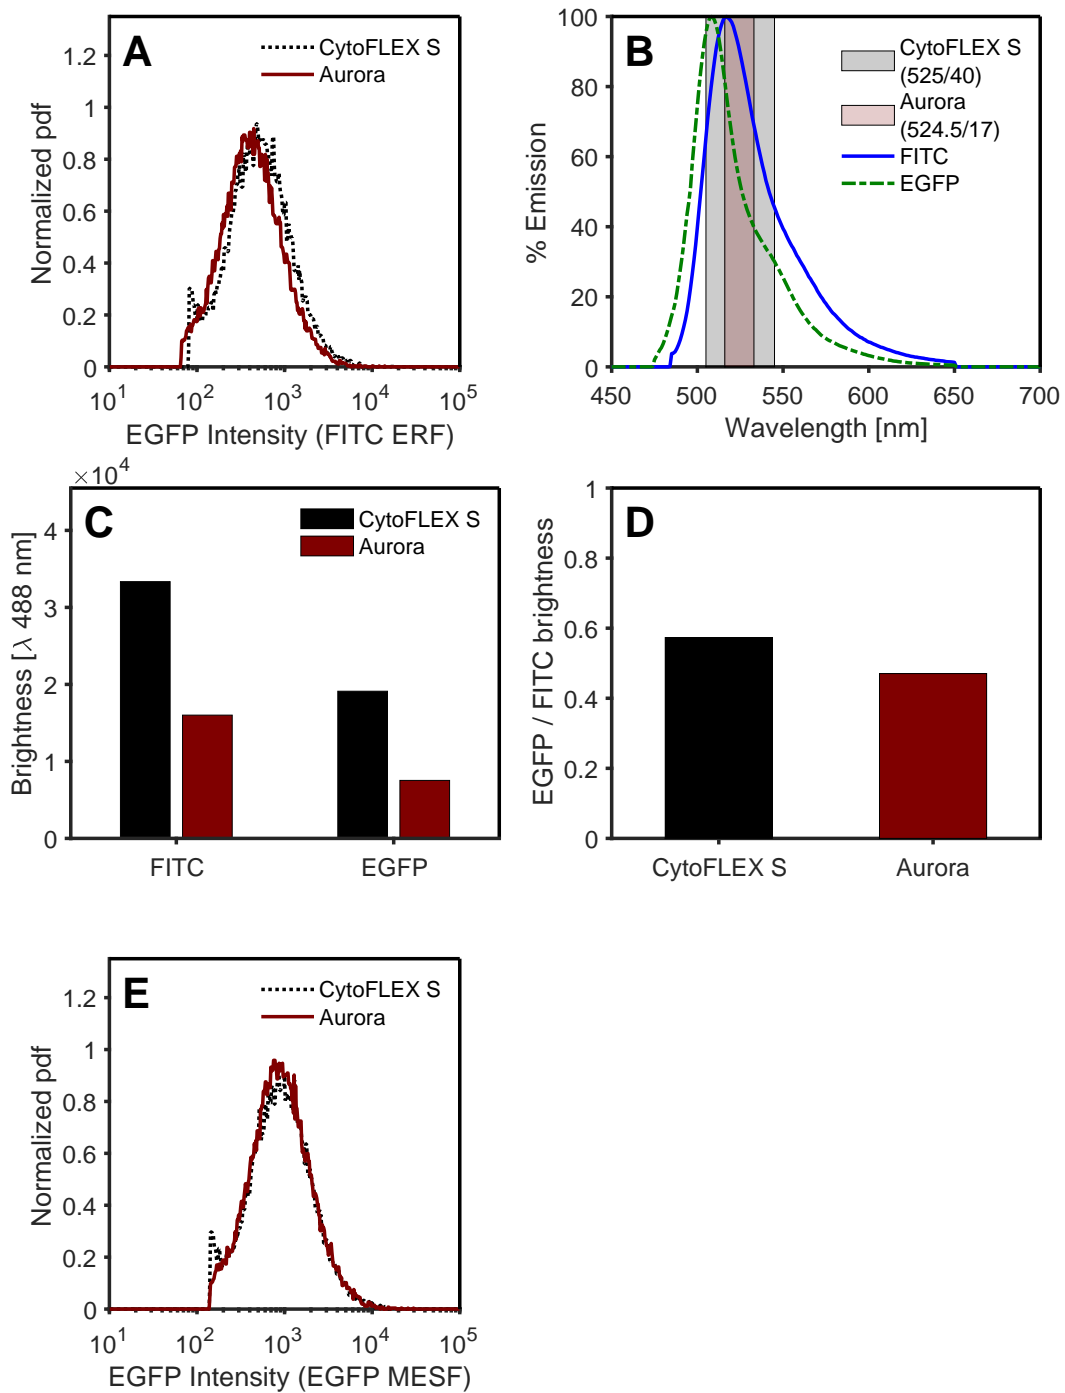 A
CytoFLEX S
Aurora
Normalized pdf
1.2
1
0.8
0.6
0.4
0.2
0
10^1 10^2 10^3 10^4 10^5
EGFP Intensity (FITC ERF)
B
CytoFLEX S
(525/40)
Aurora
(524.5/17)
FITC
EGFP
% Emission
100
80
60
40
20
0
450 500 550 600 650 700
Wavelength [nm]
C
×10^4
CytoFLEX S
Aurora
Brightness [λ 488 nm]
4
3
2
1
0
FITC EGFP
D
EGFP / FITC brightness
1
0.8
0.6
0.4
0.2
0
CytoFLEX S Aurora
E
CytoFLEX S
Aurora
Normalized pdf
1.2
1
0.8
0.6
0.4
0.2
0
10^1 10^2 10^3 10^4 10^5
EGFP Intensity (EGFP MESF)